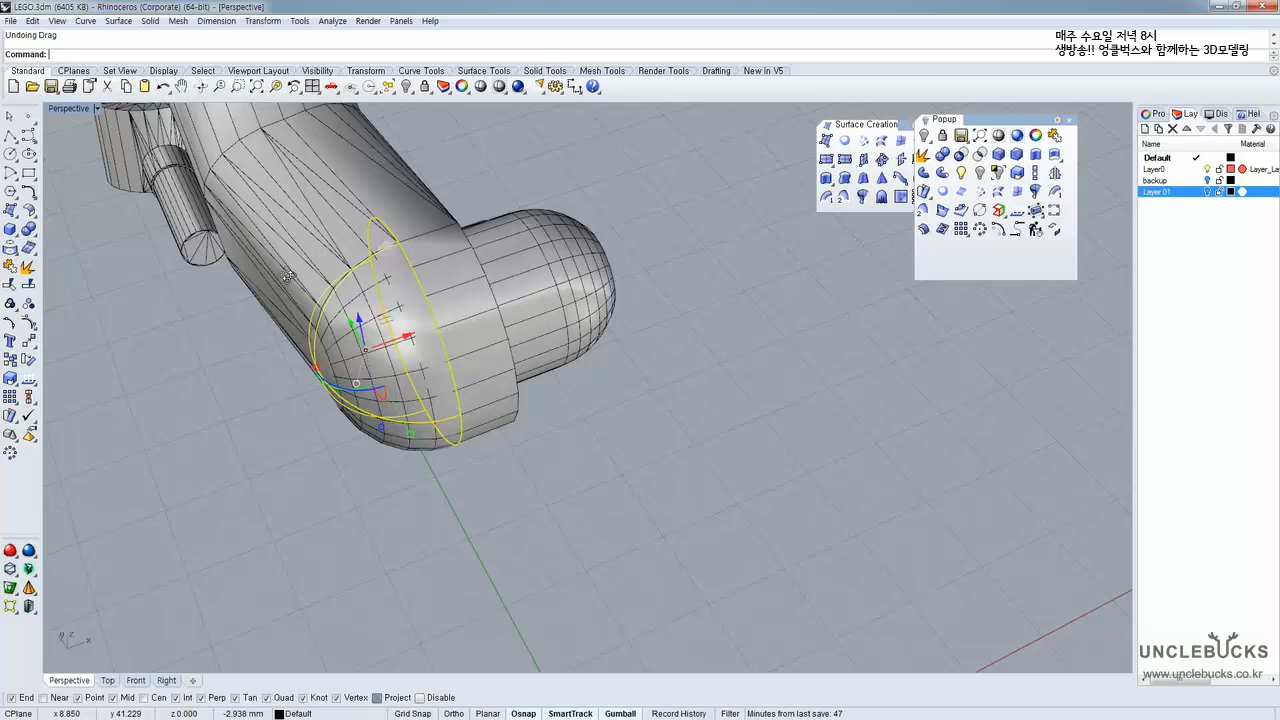 LEGO.3dm (6405 KB) - Rhinoceros (Corporate) (64-bit) - [Perspective]
File Edit View Curve Surface Solid Mesh Dimension Transform Tools Analyze Render Panels Help
Undoing Drag
매주 수요일 저녁 8시
Command:
생방송!! 엉클벅스와 함께하는 3D모델링
Standard CPlanes Set View Display Select Viewport Layout Visibility Transform Curve Tools Surface Tools Solid Tools Mesh Tools Render Tools Drafting New in V5
Perspective
Surface Creation
Popup
Pro Lay Dis Hel
Name Material
Default
Layer0 Layer_La
backup
Layer 01
z y x
UNCLEBUCKS
www.unclebucks.co.kr
Perspective Top Front Right
End Near Point Mid Cen Int Perp Tan Quad Knot Vertex Project Disable
CPlane x 8.850 y 41.229 z 0.000 -2.938 mm Default Grid Snap Ortho Planar Osnap SmartTrack Gumball Record History Filter Minutes from last save: 47